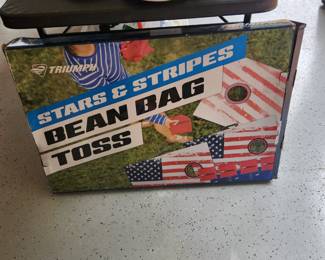 TRIUMPH
STARS & STRIPES
BEAN BAG
TOSS